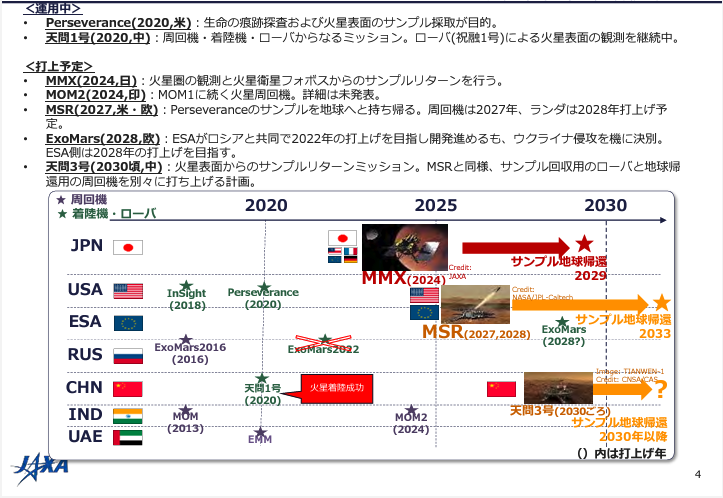 <運用中>
• Perseverance(2020,米)：生命の痕跡探査および火星表面のサンプル採取が目的。
• 天問1号(2020,中)：周回機・着陸機・ローバからなるミッション。ローバ(祝融1号)による火星表面の観測を継続中。
<打上予定>
• MMX(2024,日)：火星圏の観測と火星衛星フォボスからのサンプルリターンを行う。
• MOM2(2024,印)：MOM1に続く火星周回機。詳細は未発表。
• MSR(2027,米・欧)：Perseveranceのサンプルを地球へと持ち帰る。周回機は2027年、ランダは2028年打上げ予
定。
• ExoMars(2028,欧)：ESAがロシアと共同で2022年の打上げを目指し開発進めるも、ウクライナ侵攻を機に決別。
ESA側は2028年の打上げを目指す。
• 天問3号(2030頃,中)：火星表面からのサンプルリターンミッション。MSRと同様、サンプル回収用のローバと地球帰
還用の周回機を別々に打ち上げる計画。
★ 周回機
★ 着陸機・ローバ
2020 2025 2030
JPN
MMX(2024)
Credit:
JAXA
サンプル地球帰還
2029
USA
InSight
(2018)
Perseverance
(2020)
Credit:
NASA/JPL-Caltech
サンプル地球帰還
2033
ESA
MSR(2027,2028)
ExoMars
(2028?)
ExoMars2016
(2016)
ExoMars2022
RUS
CHN
天問1号
(2020)
火星着陸成功
Image: TIANWEN-1
Credit: CNSA/CAS
?
天問3号(2030ごろ)
サンプル地球帰還
2030年以降
IND
MOM
(2013)
MOM2
(2024)
UAE
EMM
（）内は打上げ年
JAXA
4